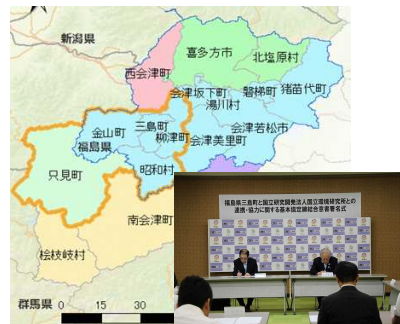 新潟県
喜多方市
北塩原村
西会津町
会津坂下町
磐梯町
猪苗代町
湯川村
三島町
金山町
柳津町
会津若松市
福島県
会津美里町
只見町
昭和村
南会津町
檜枝岐村
群馬県
0 15 30
福島県三島町と国立研究開発法人国立環境研究所との
連携・協力に関する基本協定締結合意書署名式